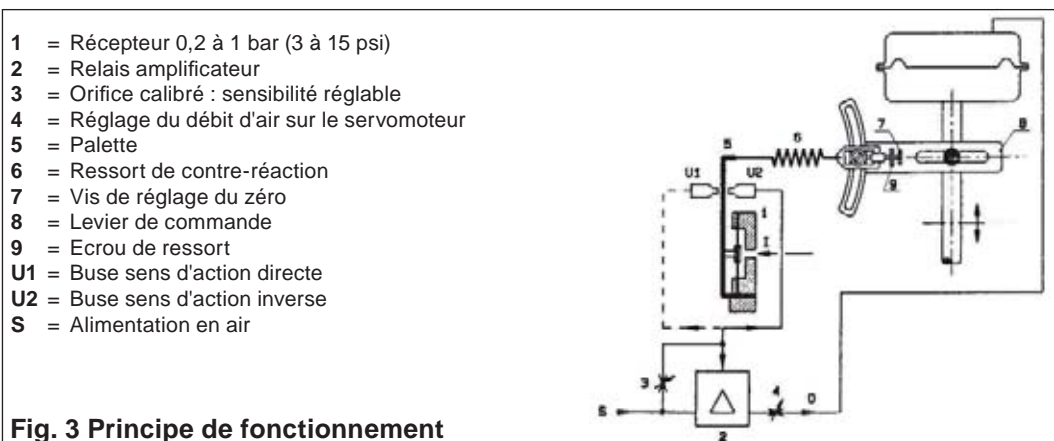 1 = Récepteur 0,2 à 1 bar (3 à 15 psi)
2 = Relais amplificateur
3 = Orifice calibré : sensibilité réglable
4 = Réglage du débit d'air sur le servomoteur
5 = Palette
6 = Ressort de contre-réaction
7 = Vis de réglage du zéro
8 = Levier de commande
9 = Ecrou de ressort
U1 = Buse sens d'action directe
U2 = Buse sens d'action inverse
S = Alimentation en air
Fig. 3 Principe de fonctionnement
5
6
7
8
9
U1
U2
1
I
3
4
S
O
2